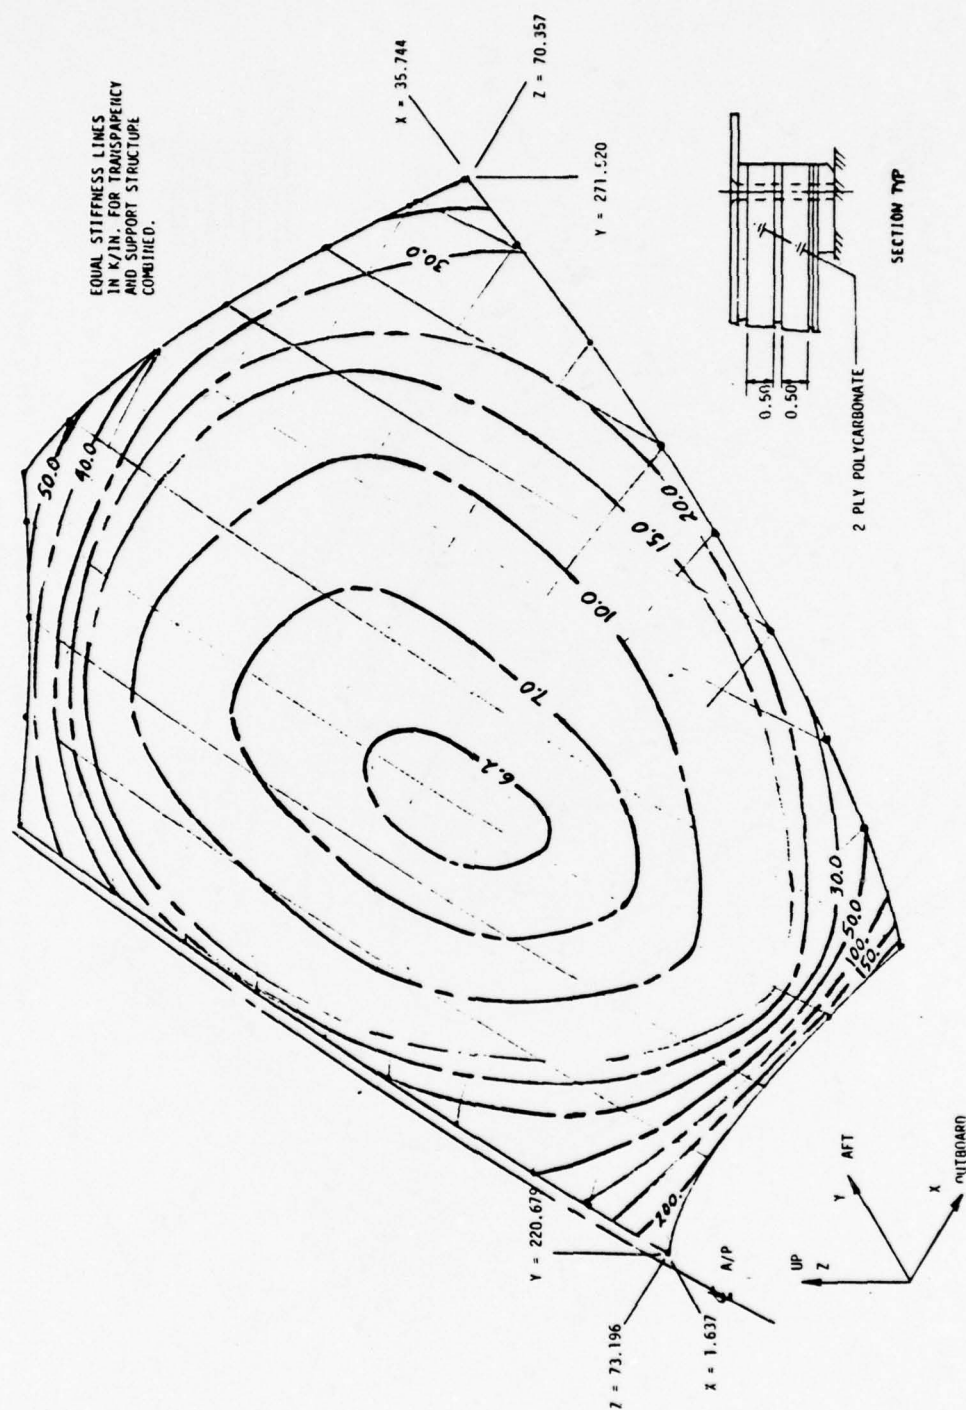 EQUAL STIFFNESS LINES
IN K/IN. FOR TRANSPAPENCY
AND SUPPORT STRUCTURE
COMBINED.
X = 35.744
Z = 70.357
Y = 271.520
50.0
40.0
30.0
20.0
15.0
10.0
7.0
6.2
30.0
50.0
100.
150.
200.
0.50
0.50
SECTION TYP
2 PLY POLYCARBONATE
Y = 220.679
Z = 73.196
X = 1.637
A/P
UP
Z
Y
AFT
X
OUTBOARD